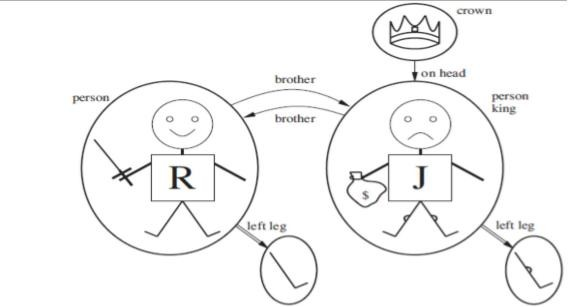 crown
on head
person
king
brother
brother
person
R
J
$
left leg
left leg